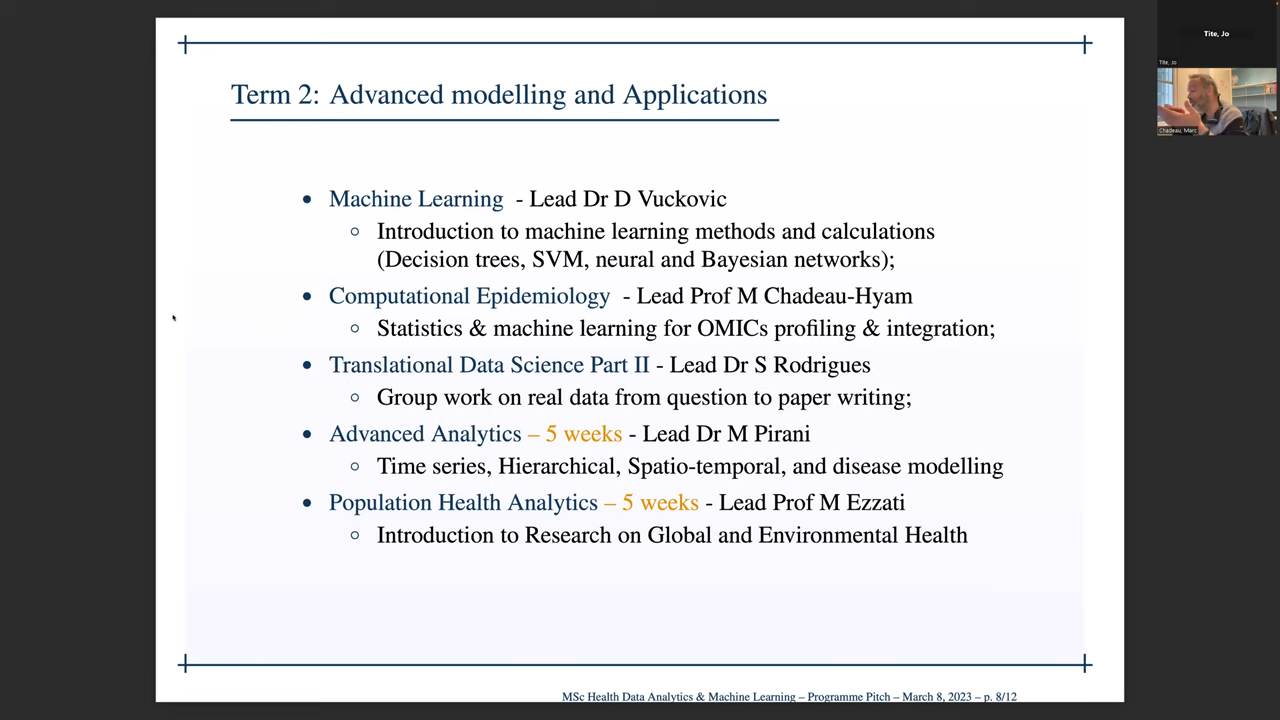 Term 2: Advanced modelling and Applications
• Machine Learning - Lead Dr D Vuckovic
◦ Introduction to machine learning methods and calculations
(Decision trees, SVM, neural and Bayesian networks);
• Computational Epidemiology - Lead Prof M Chadeau-Hyam
◦ Statistics & machine learning for OMICs profiling & integration;
• Translational Data Science Part II - Lead Dr S Rodrigues
◦ Group work on real data from question to paper writing;
• Advanced Analytics – 5 weeks - Lead Dr M Pirani
◦ Time series, Hierarchical, Spatio-temporal, and disease modelling
• Population Health Analytics – 5 weeks - Lead Prof M Ezzati
◦ Introduction to Research on Global and Environmental Health
MSc Health Data Analytics & Machine Learning – Programme Pitch – March 8, 2023 – p. 8/12
Tite, Jo
Tite, Jo
Chadeau, Marc